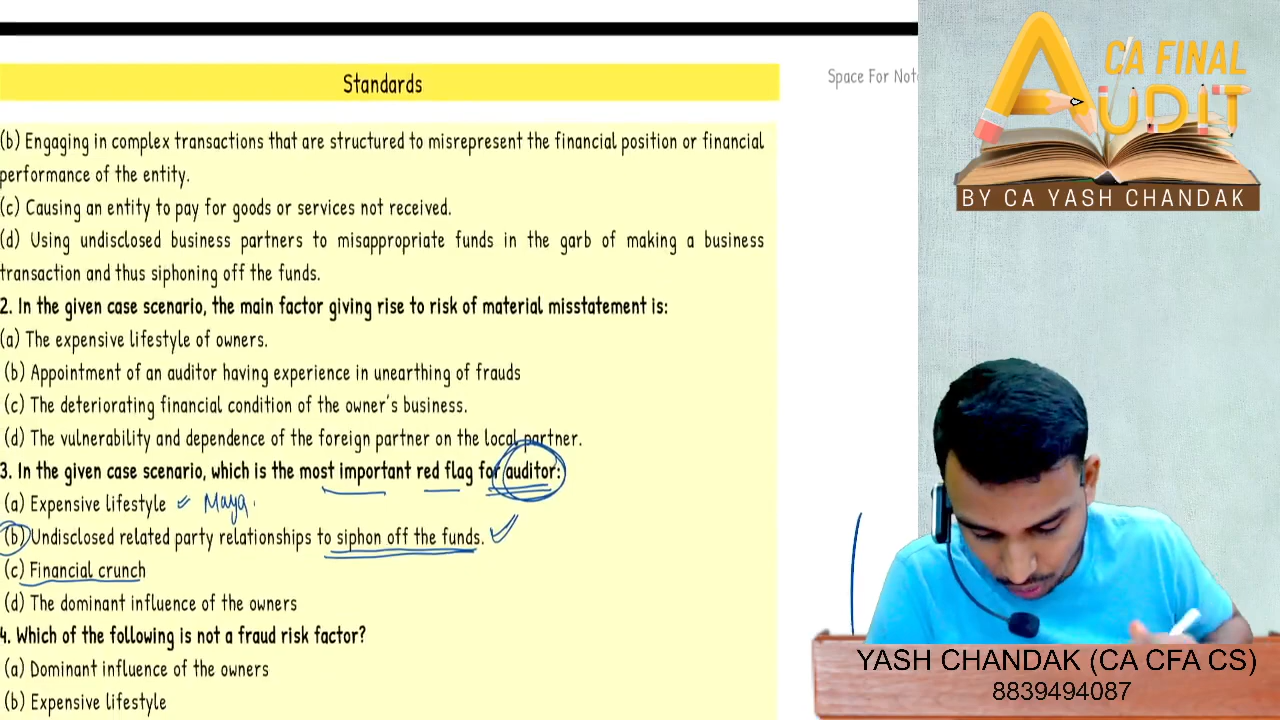 Standards
Space For Note
(b) Engaging in complex transactions that are structured to misrepresent the financial position or financial
performance of the entity.
(c) Causing an entity to pay for goods or services not received.
(d) Using undisclosed business partners to misappropriate funds in the garb of making a business
transaction and thus siphoning off the funds.
2. In the given case scenario, the main factor giving rise to risk of material misstatement is:
(a) The expensive lifestyle of owners.
(b) Appointment of an auditor having experience in unearthing of frauds
(c) The deteriorating financial condition of the owner's business.
(d) The vulnerability and dependence of the foreign partner on the local partner.
3. In the given case scenario, which is the most important red flag for auditor:
(a) Expensive lifestyle Maya
(b) Undisclosed related party relationships to siphon off the funds.
(c) Financial crunch
(d) The dominant influence of the owners
4. Which of the following is not a fraud risk factor?
(a) Dominant influence of the owners
(b) Expensive lifestyle
CA FINAL
AUDIT
BY CA YASH CHANDAK
YASH CHANDAK (CA CFA CS)
8839494087